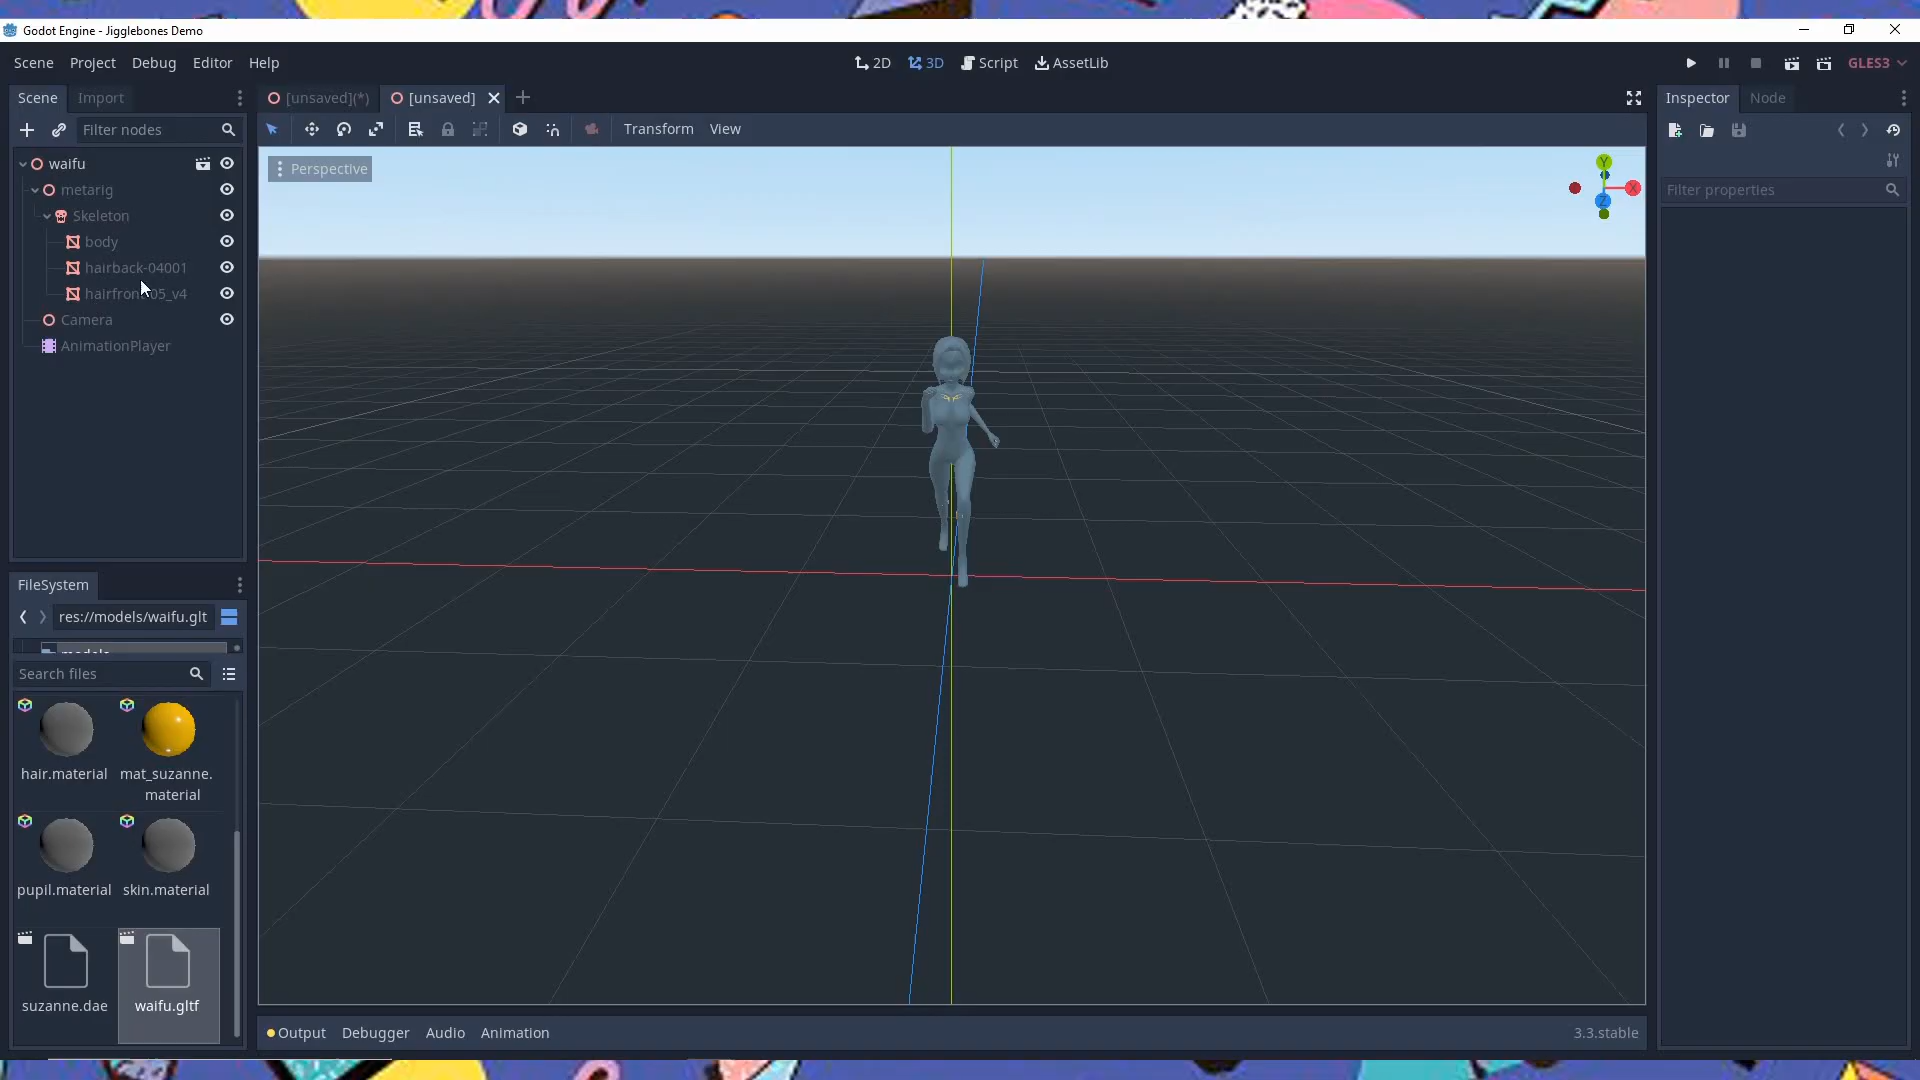 Godot Engine - Jigglebones Demo
Scene Project Debug Editor Help
2D 3D Script AssetLib
GLES3
Scene Import
[unsaved](*) [unsaved]
Inspector Node
Filter nodes
Transform View
Perspective
Y
X
Z
Filter properties
waifu
metarig
Skeleton
body
hairback-04001
hairfront-05_v4
Camera
AnimationPlayer
FileSystem
res://models/waifu.glt
models
Search files
hair.material
mat_suzanne.
material
pupil.material
skin.material
suzanne.dae
waifu.gltf
Output Debugger Audio Animation
3.3.stable